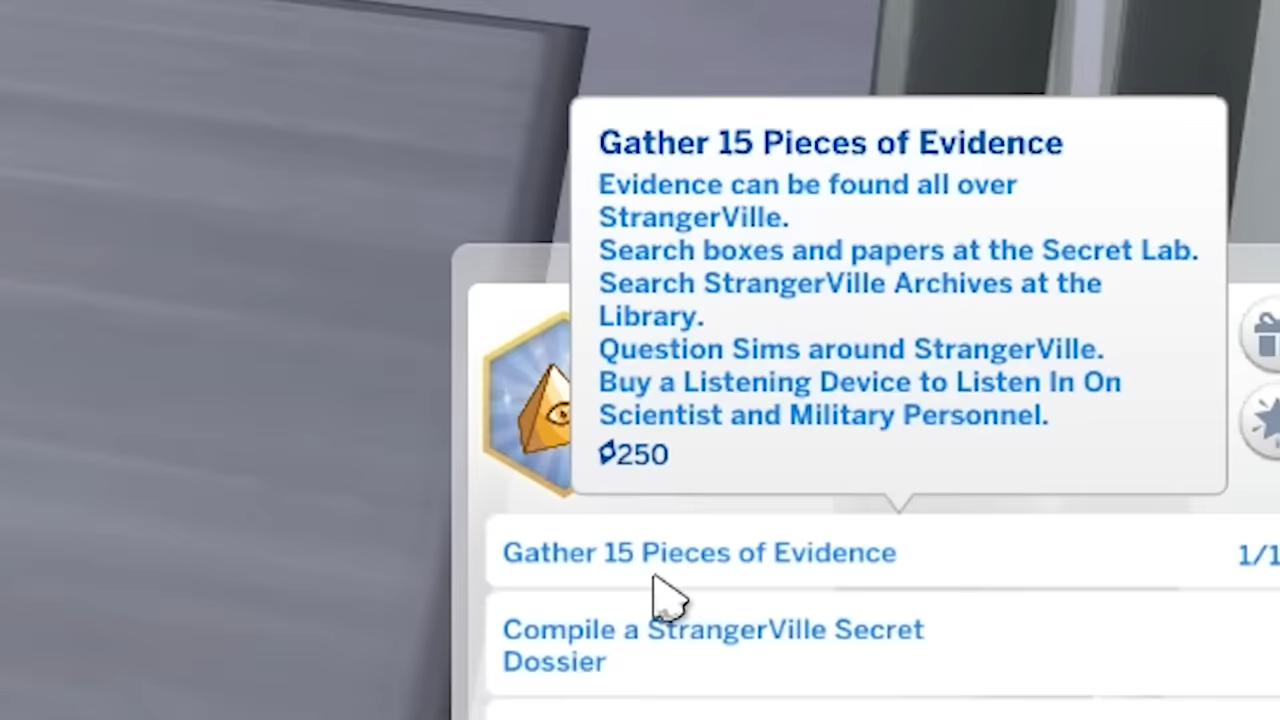 Gather 15 Pieces of Evidence
Evidence can be found all over
StrangerVille.
Search boxes and papers at the Secret Lab.
Search StrangerVille Archives at the
Library.
Question Sims around StrangerVille.
Buy a Listening Device to Listen In On
Scientist and Military Personnel.
250
Gather 15 Pieces of Evidence 1/1
Compile a StrangerVille Secret
Dossier